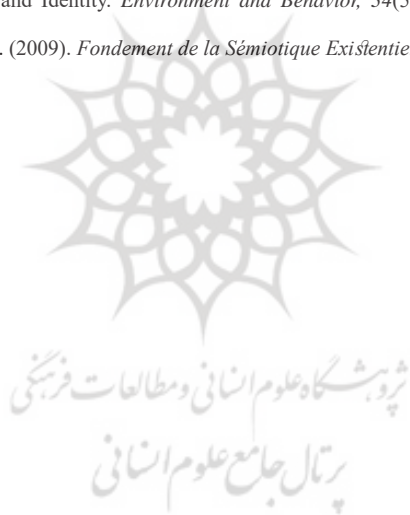 and Identity. Environment and Behavior, 34(5
. (2009). Fondement de la Sémiotique Existentie
پژوهشگاه علوم انسانی و مطالعات فرهنگی
پرتال جامع علوم انسانی